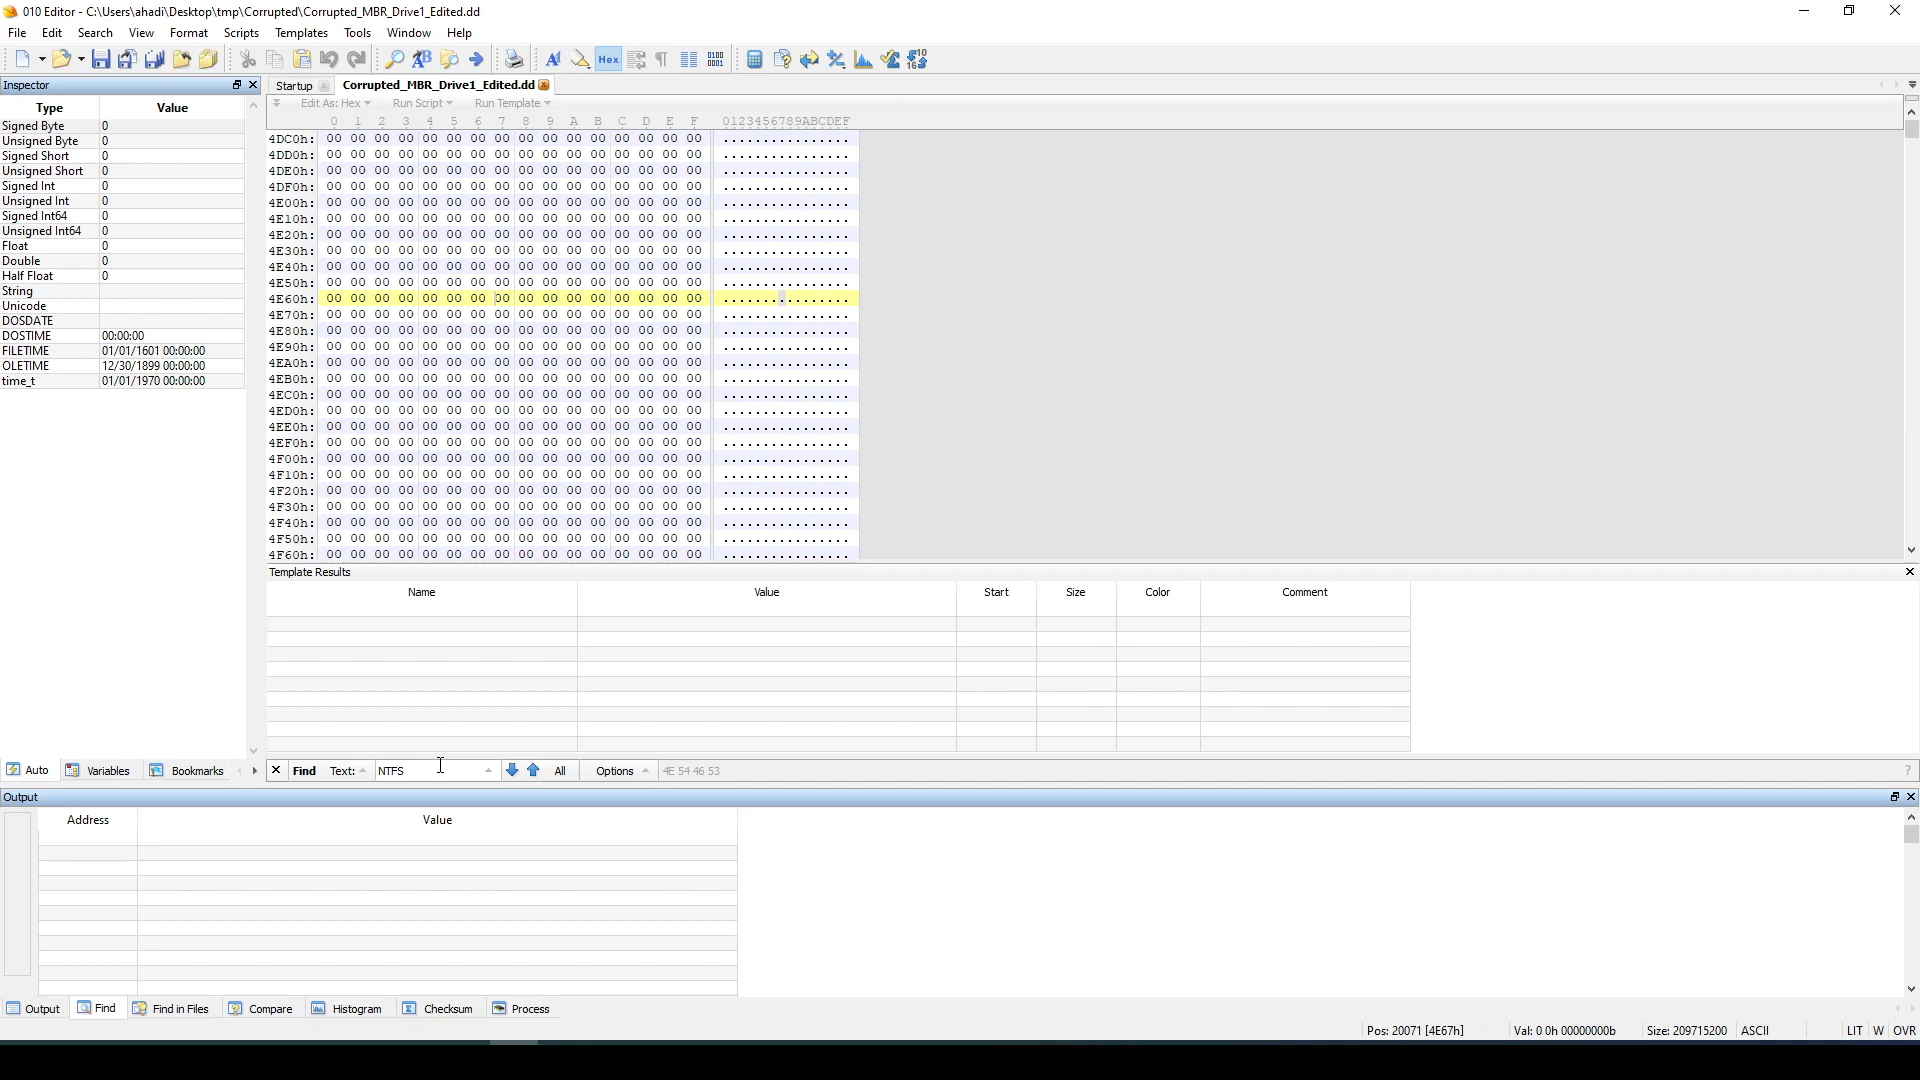 010 Editor - C:\Users\ahadi\Desktop\tmp\Corrupted\Corrupted_MBR_Drive1_Edited.dd
File Edit Search View Format Scripts Templates Tools Window Help
Inspector
Type Value
Signed Byte 0
Unsigned Byte 0
Signed Short 0
Unsigned Short 0
Signed Int 0
Unsigned Int 0
Signed Int64 0
Unsigned Int64 0
Float 0
Double 0
Half Float 0
String
Unicode
DOSDATE
DOSTIME 00:00:00
FILETIME 01/01/1601 00:00:00
OLETIME 12/30/1899 00:00:00
time_t 01/01/1970 00:00:00
Auto Variables Bookmarks
Startup Corrupted_MBR_Drive1_Edited.dd
Edit As: Hex Run Script Run Template
0 1 2 3 4 5 6 7 8 9 A B C D E F 0123456789ABCDEF
4DC0h: 00 00 00 00 00 00 00 00 00 00 00 00 00 00 00 00 ................
4DD0h: 00 00 00 00 00 00 00 00 00 00 00 00 00 00 00 00 ................
4DE0h: 00 00 00 00 00 00 00 00 00 00 00 00 00 00 00 00 ................
4DF0h: 00 00 00 00 00 00 00 00 00 00 00 00 00 00 00 00 ................
4E00h: 00 00 00 00 00 00 00 00 00 00 00 00 00 00 00 00 ................
4E10h: 00 00 00 00 00 00 00 00 00 00 00 00 00 00 00 00 ................
4E20h: 00 00 00 00 00 00 00 00 00 00 00 00 00 00 00 00 ................
4E30h: 00 00 00 00 00 00 00 00 00 00 00 00 00 00 00 00 ................
4E40h: 00 00 00 00 00 00 00 00 00 00 00 00 00 00 00 00 ................
4E50h: 00 00 00 00 00 00 00 00 00 00 00 00 00 00 00 00 ................
4E60h: 00 00 00 00 00 00 00 00 00 00 00 00 00 00 00 00 ................
4E70h: 00 00 00 00 00 00 00 00 00 00 00 00 00 00 00 00 ................
4E80h: 00 00 00 00 00 00 00 00 00 00 00 00 00 00 00 00 ................
4E90h: 00 00 00 00 00 00 00 00 00 00 00 00 00 00 00 00 ................
4EA0h: 00 00 00 00 00 00 00 00 00 00 00 00 00 00 00 00 ................
4EB0h: 00 00 00 00 00 00 00 00 00 00 00 00 00 00 00 00 ................
4EC0h: 00 00 00 00 00 00 00 00 00 00 00 00 00 00 00 00 ................
4ED0h: 00 00 00 00 00 00 00 00 00 00 00 00 00 00 00 00 ................
4EE0h: 00 00 00 00 00 00 00 00 00 00 00 00 00 00 00 00 ................
4EF0h: 00 00 00 00 00 00 00 00 00 00 00 00 00 00 00 00 ................
4F00h: 00 00 00 00 00 00 00 00 00 00 00 00 00 00 00 00 ................
4F10h: 00 00 00 00 00 00 00 00 00 00 00 00 00 00 00 00 ................
4F20h: 00 00 00 00 00 00 00 00 00 00 00 00 00 00 00 00 ................
4F30h: 00 00 00 00 00 00 00 00 00 00 00 00 00 00 00 00 ................
4F40h: 00 00 00 00 00 00 00 00 00 00 00 00 00 00 00 00 ................
4F50h: 00 00 00 00 00 00 00 00 00 00 00 00 00 00 00 00 ................
4F60h: 00 00 00 00 00 00 00 00 00 00 00 00 00 00 00 00 ................
Template Results
Name Value Start Size Color Comment
Find Text: NTFS All Options 4E 54 46 53 ?
Output
Address Value
Output Find Find in Files Compare Histogram Checksum Process
Pos: 20071 [4E67h] Val: 0 0h 00000000b Size: 209715200 ASCII LIT W OVR